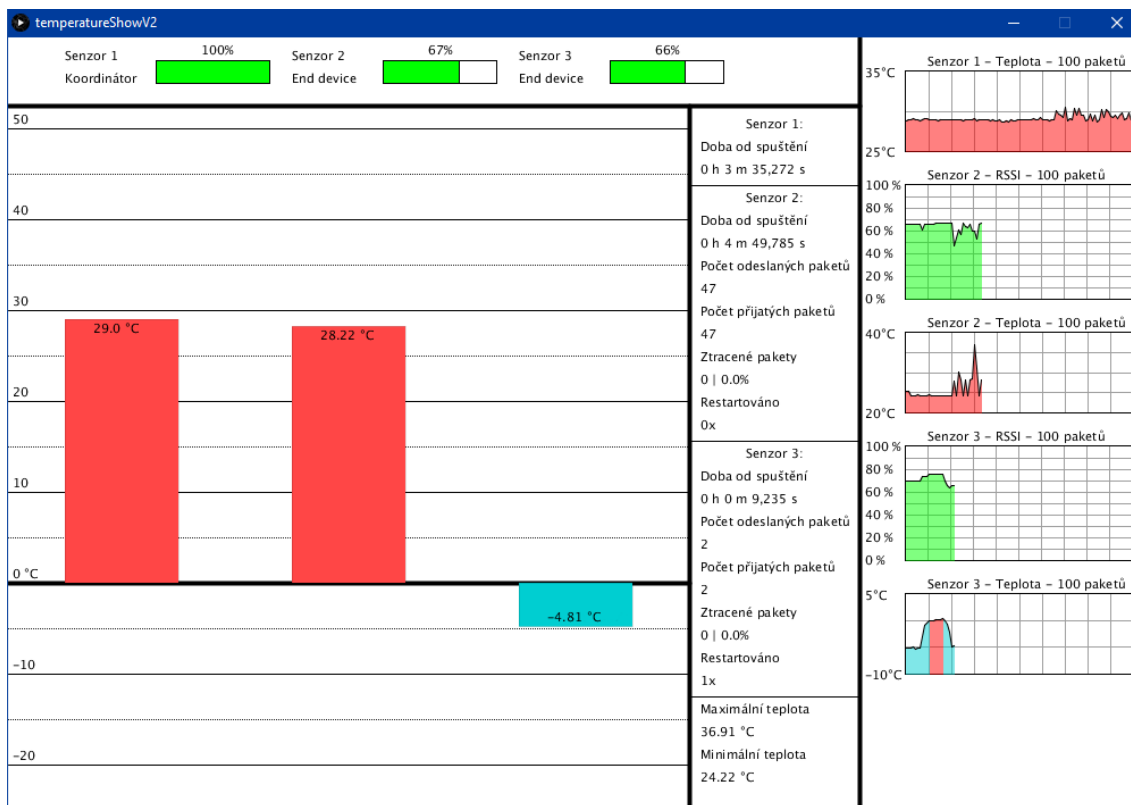 temperatureShowV2
Senzor 1
Koordinátor
100%
Senzor 2
End device
67%
Senzor 3
End device
66%
50
40
30
20
10
0 °C
-10
-20
29.0 °C
28.22 °C
-4.81 °C
Senzor 1:
Doba od spuštění
0 h 3 m 35,272 s
Senzor 2:
Doba od spuštění
0 h 4 m 49,785 s
Počet odeslaných paketů
47
Počet přijatých paketů
47
Ztracené pakety
0 | 0.0%
Restartováno
0x
Senzor 3:
Doba od spuštění
0 h 0 m 9,235 s
Počet odeslaných paketů
2
Počet přijatých paketů
2
Ztracené pakety
0 | 0.0%
Restartováno
1x
Maximální teplota
36.91 °C
Minimální teplota
24.22 °C
Senzor 1 - Teplota - 100 paketů
35°C
25°C
Senzor 2 - RSSI - 100 paketů
100 %
80 %
60 %
40 %
20 %
0 %
Senzor 2 - Teplota - 100 paketů
40°C
20°C
Senzor 3 - RSSI - 100 paketů
100 %
80 %
60 %
40 %
20 %
0 %
Senzor 3 - Teplota - 100 paketů
5°C
-10°C